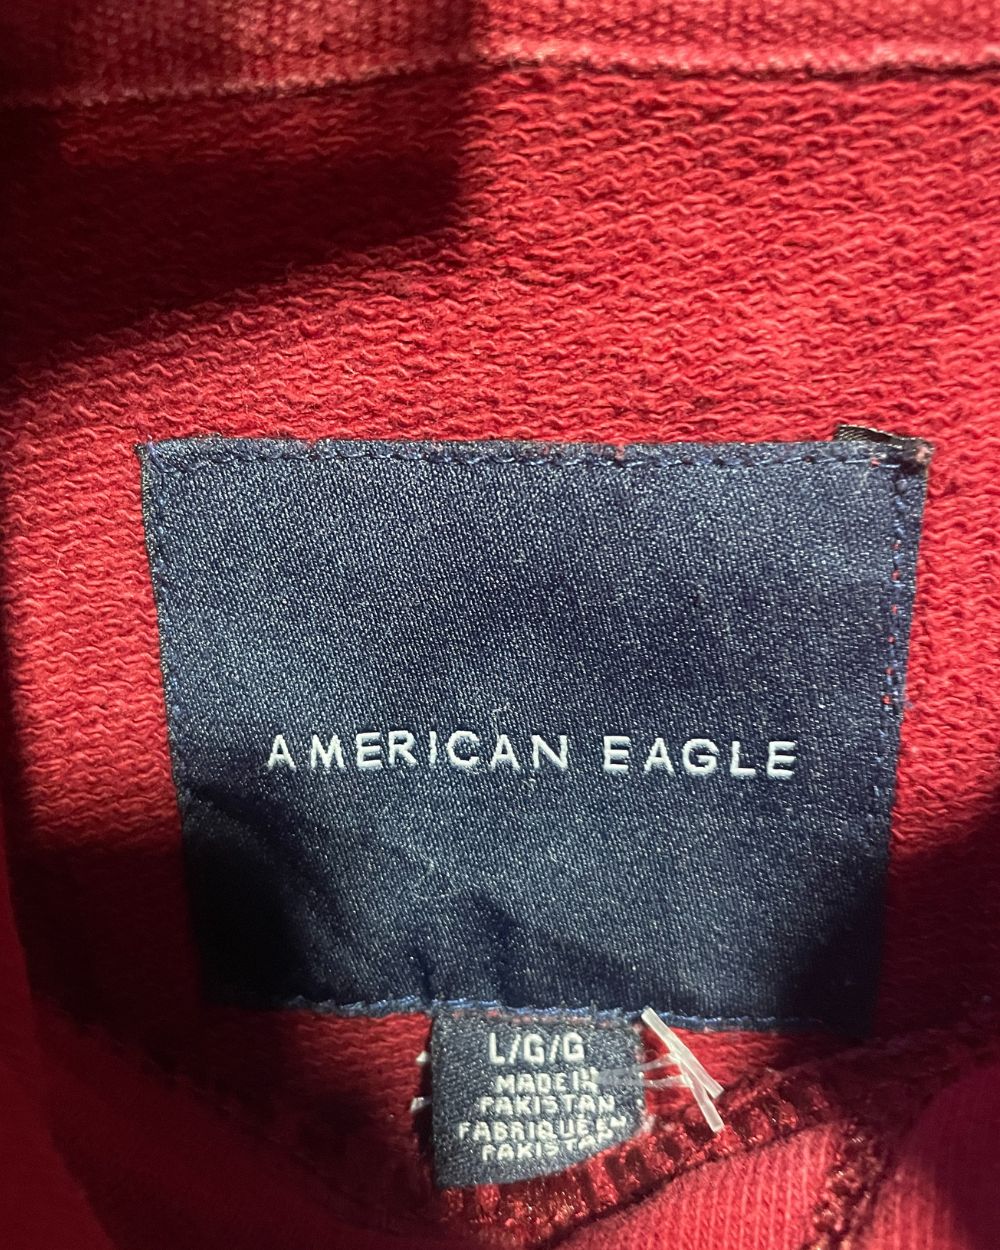 AMERICAN EAGLE
L/G/G
MADE IN
PAKISTAN
FABRIQUE EN
PAKISTAN